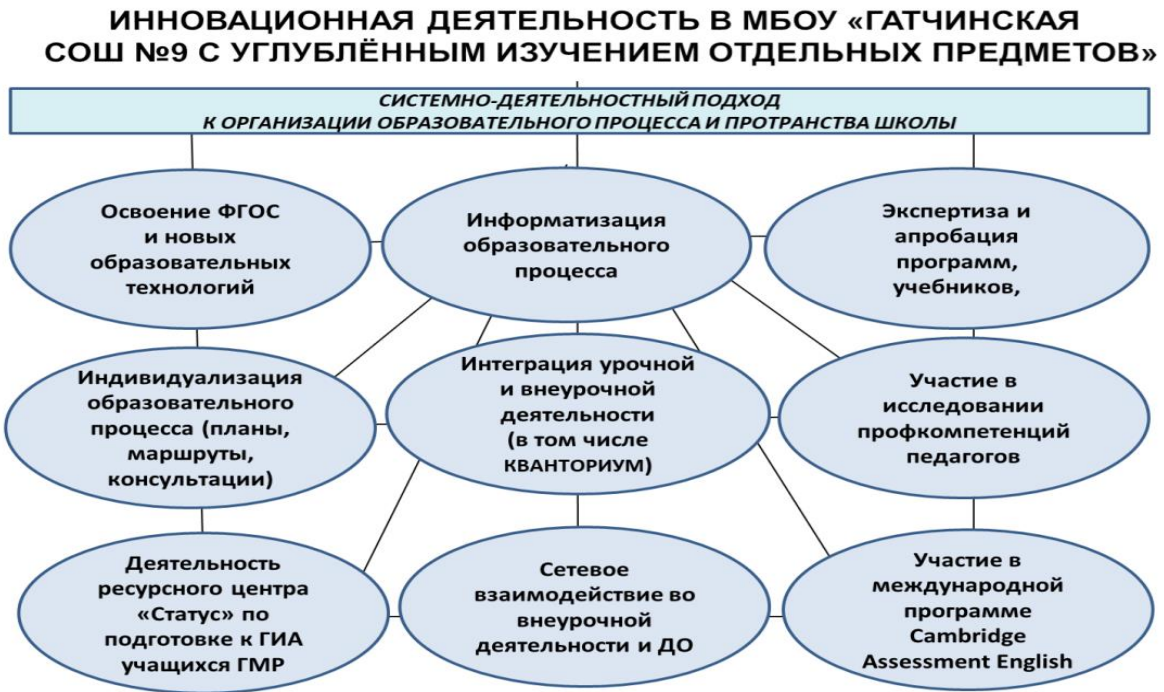 ИННОВАЦИОННАЯ ДЕЯТЕЛЬНОСТЬ В МБОУ «ГАТЧИНСКАЯ
СОШ №9 С УГЛУБЛЁННЫМ ИЗУЧЕНИЕМ ОТДЕЛЬНЫХ ПРЕДМЕТОВ»
СИСТЕМНО-ДЕЯТЕЛЬНОСТНЫЙ ПОДХОД
К ОРГАНИЗАЦИИ ОБРАЗОВАТЕЛЬНОГО ПРОЦЕССА И ПРОТРАНСТВА ШКОЛЫ
Освоение ФГОС
и новых
образовательных
технологий
Информатизация
образовательного
процесса
Экспертиза и
апробация
программ,
учебников,
Индивидуализация
образовательного
процесса (планы,
маршруты,
консультации)
Интеграция урочной
и внеурочной
деятельности
(в том числе
КВАНТОРИУМ)
Участие в
исследовании
профкомпетенций
педагогов
Деятельность
ресурсного центра
«Статус» по
подготовке к ГИА
учащихся ГМР
Сетевое
взаимодействие во
внеурочной
деятельности и ДО
Участие в
международной
программе
Cambridge
Assessment English